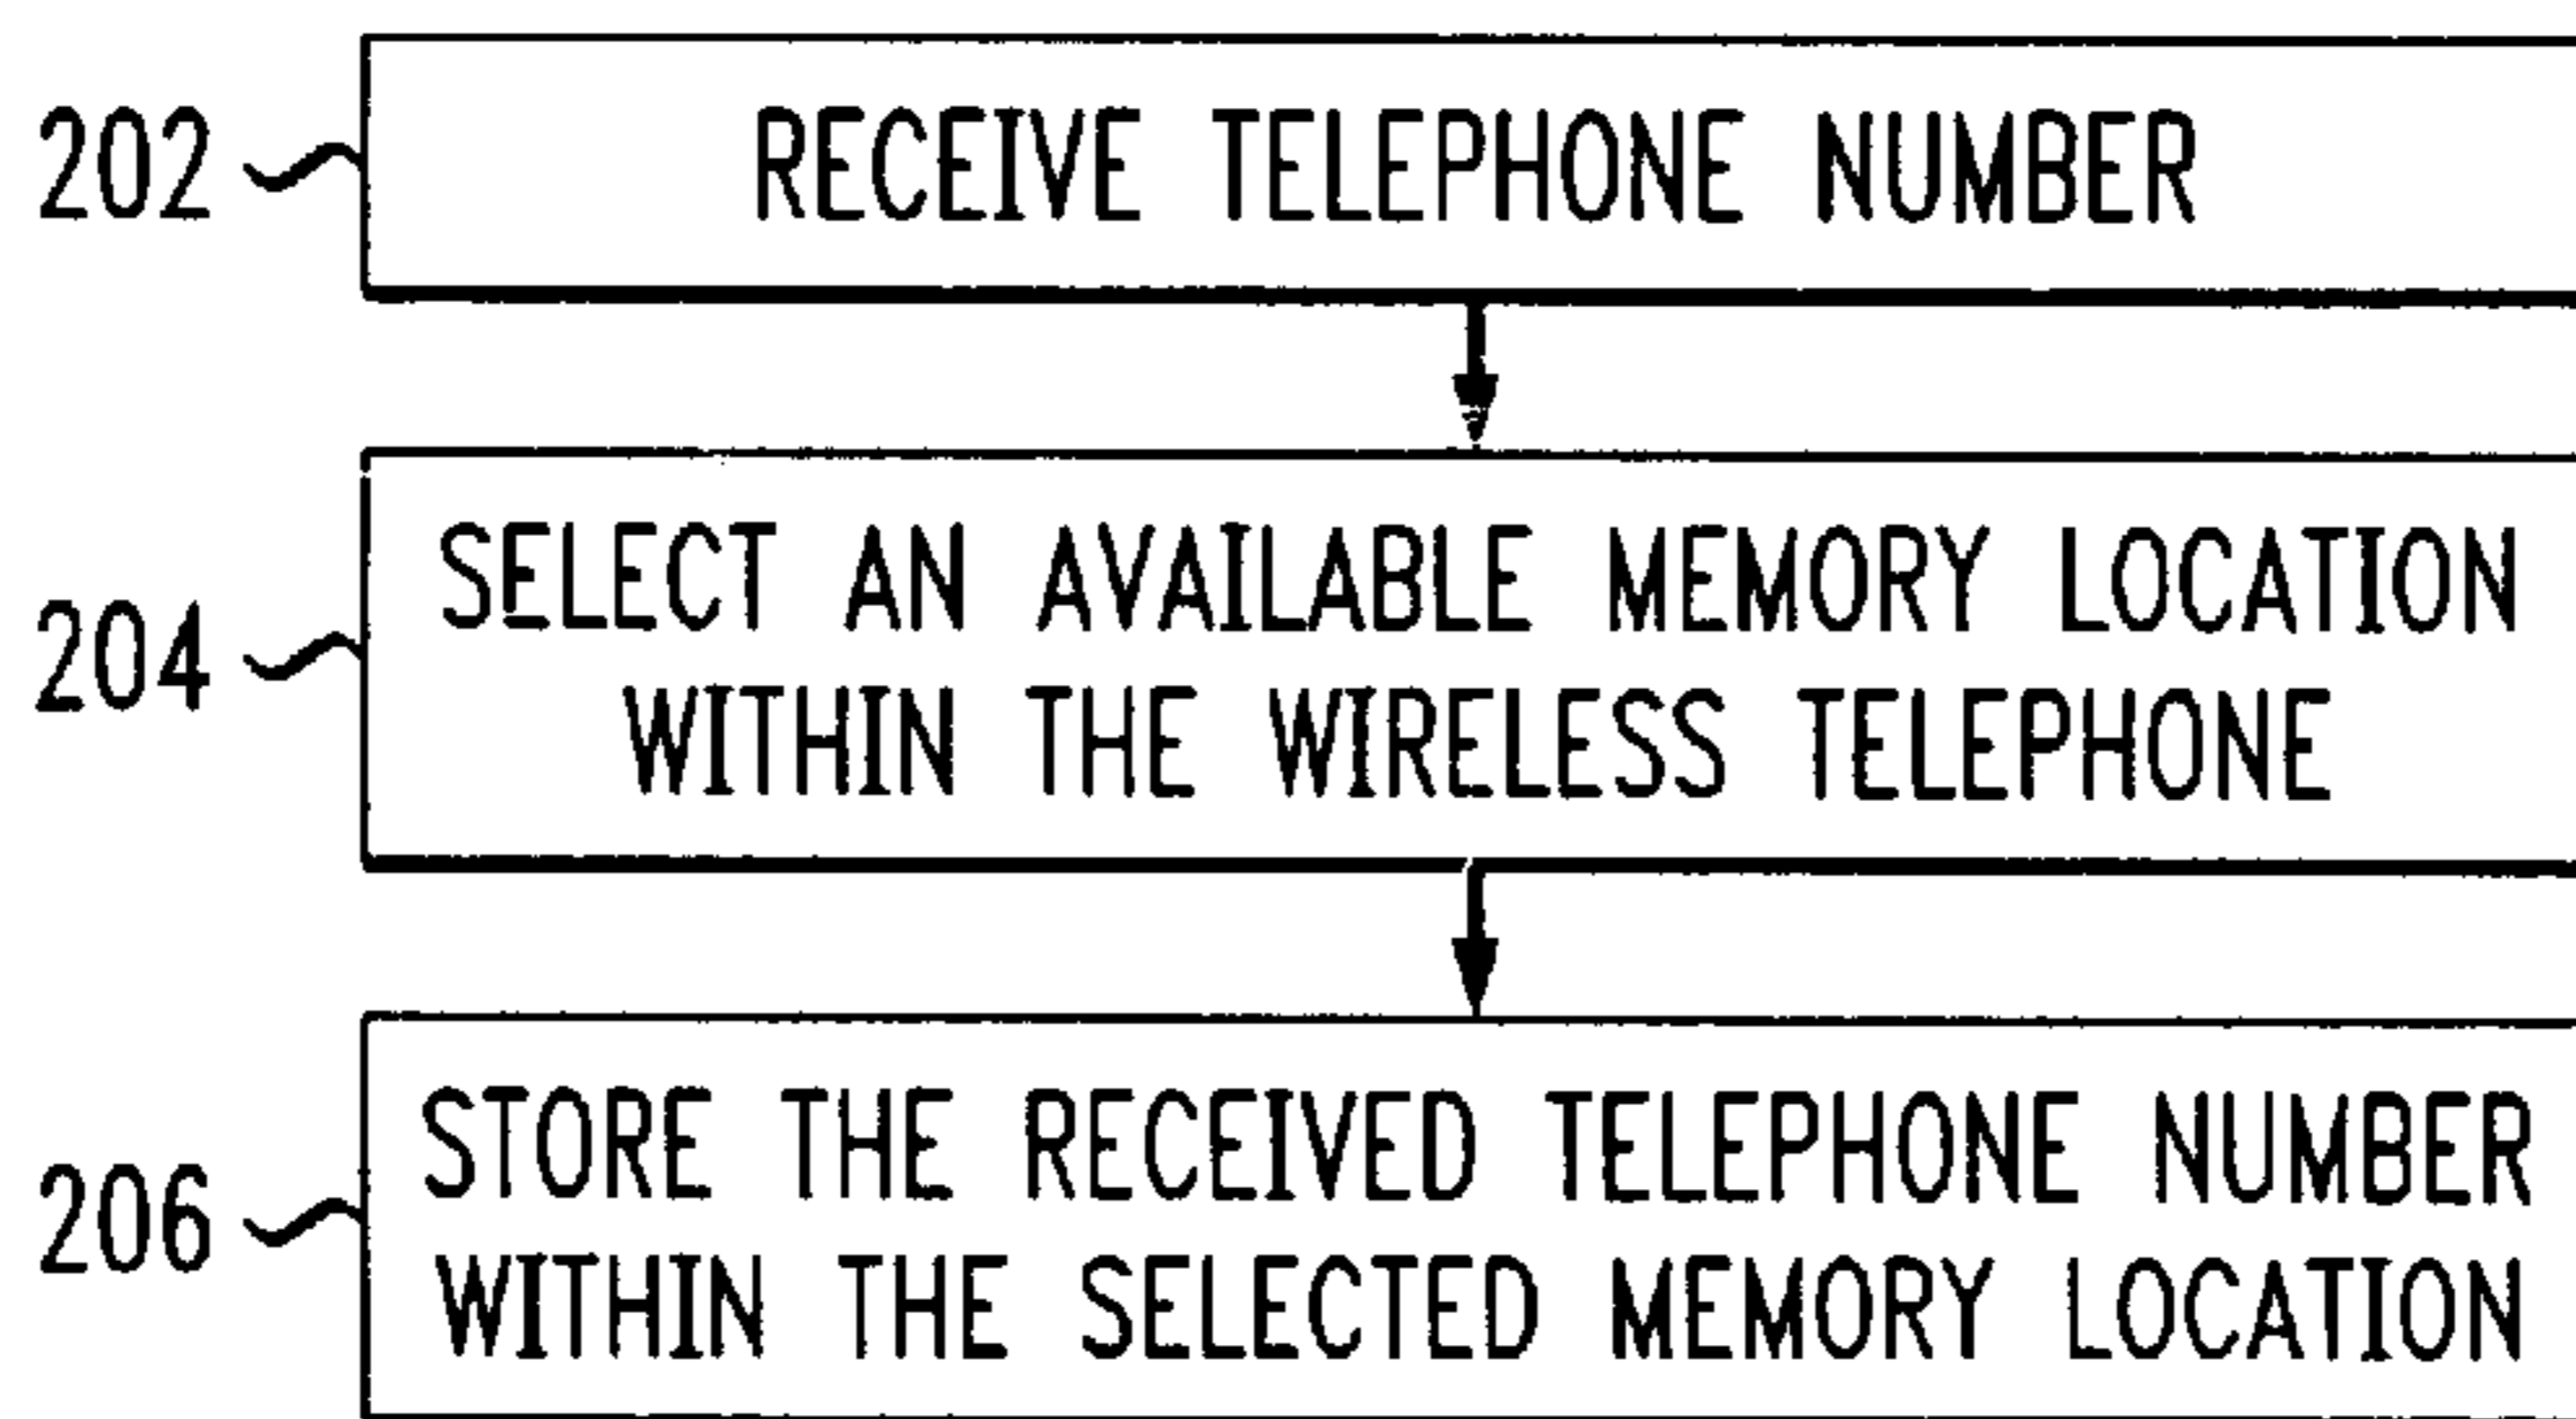 202
RECEIVE TELEPHONE NUMBER
204
SELECT AN AVAILABLE MEMORY LOCATION
WITHIN THE WIRELESS TELEPHONE
206
STORE THE RECEIVED TELEPHONE NUMBER
WITHIN THE SELECTED MEMORY LOCATION